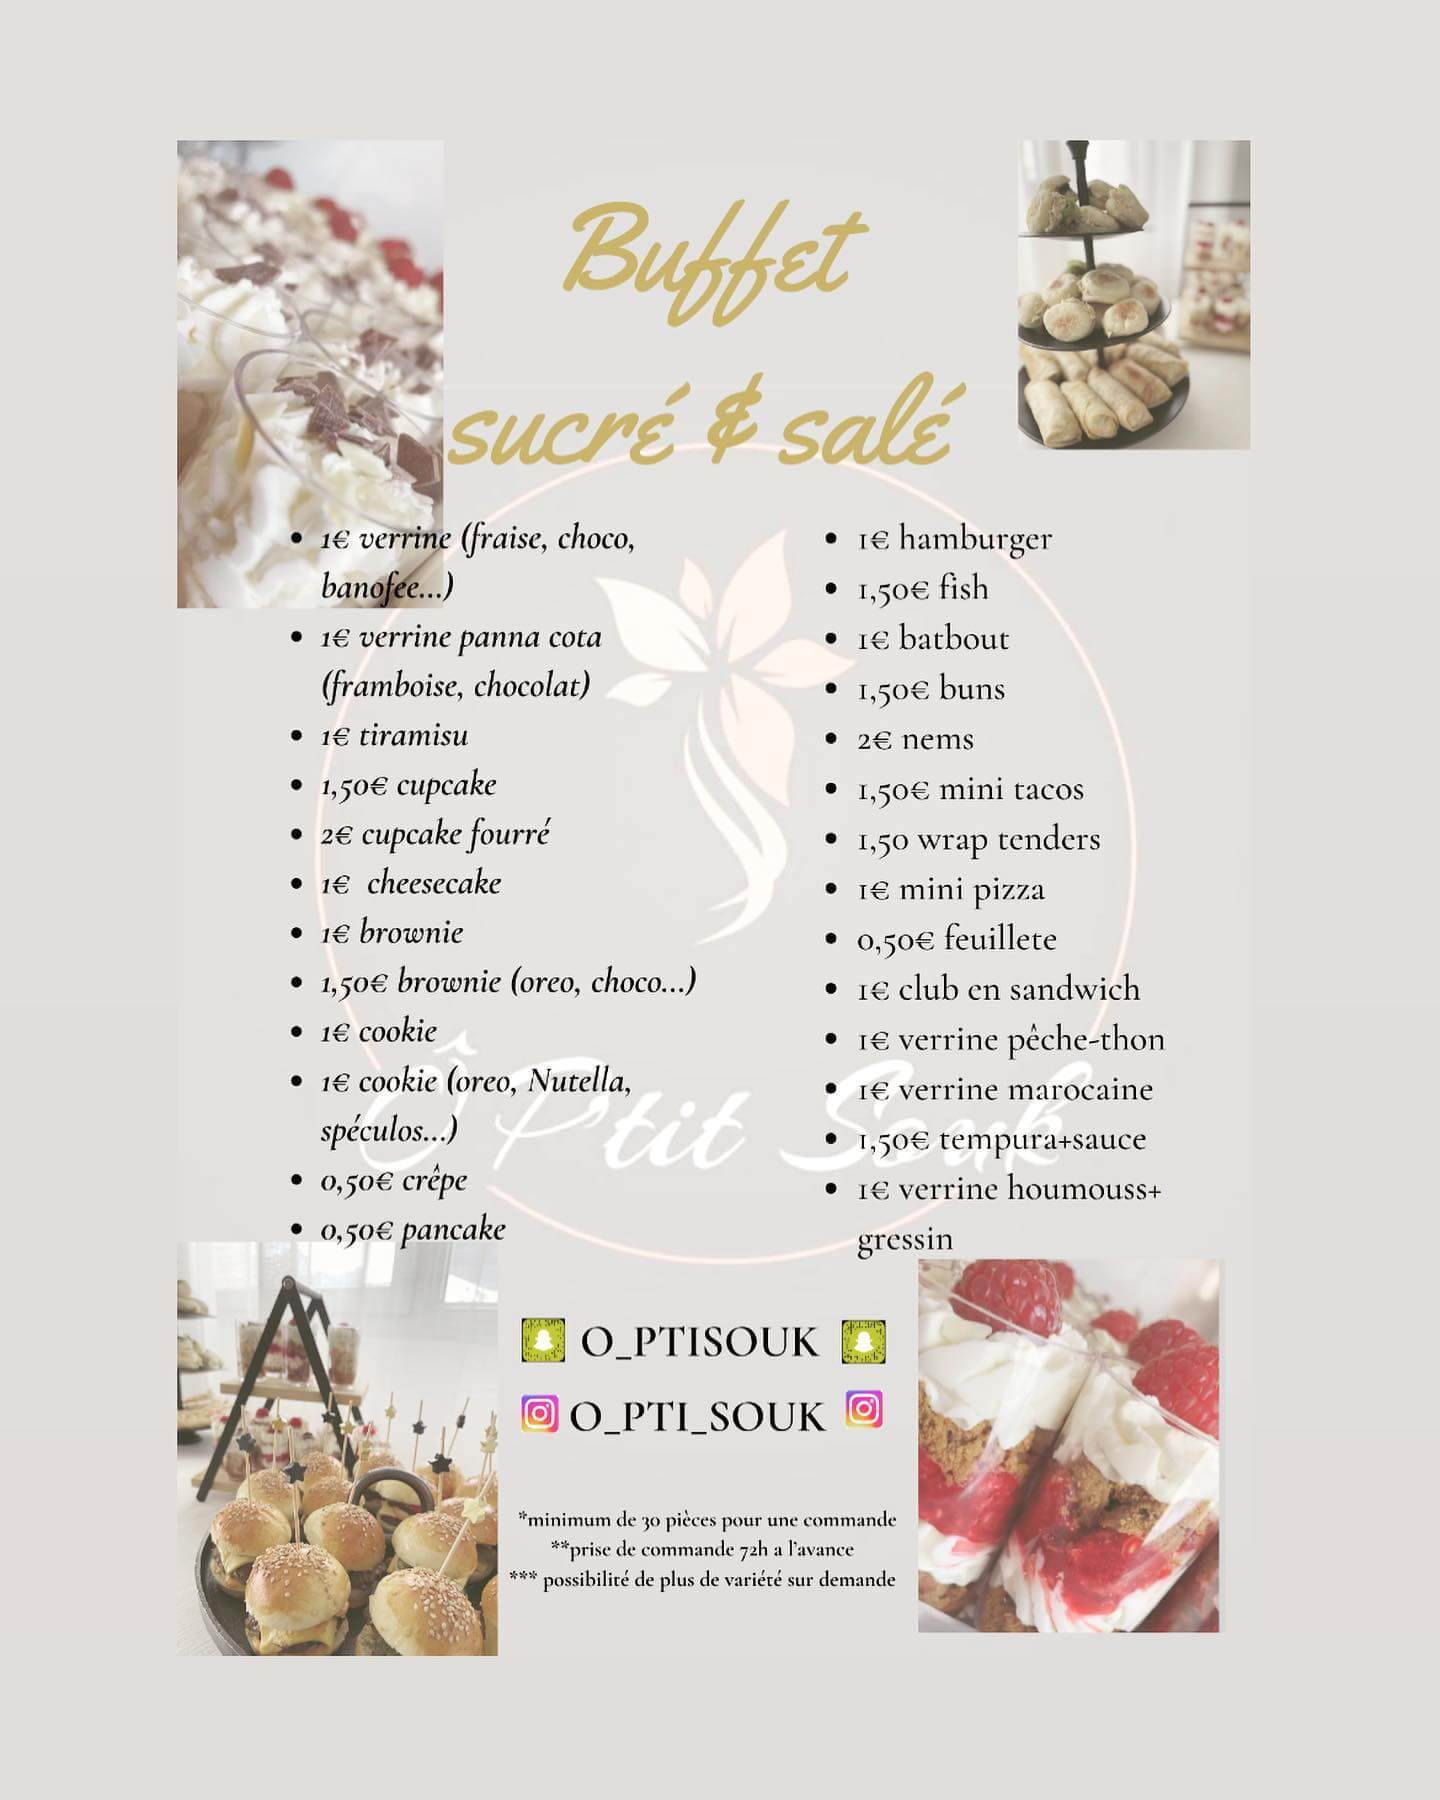 Buffet
sucré & salé
1€ verrine (fraise, choco,
banofee...)
1€ verrine panna cota
(framboise, chocolat)
1€ tiramisu
1,50€ cupcake
2€ cupcake fourré
1€  cheesecake
1€ brownie
1,50€ brownie (oreo, choco...)
1€ cookie
1€ cookie (oreo, Nutella,
spéculos...)
0,50€ crêpe
0,50€ pancake
1€ hamburger
1,50€ fish
1€ batbout
1,50€ buns
2€ nems
1,50€ mini tacos
1,50 wrap tenders
1€ mini pizza
0,50€ feuillete
1€ club en sandwich
1€ verrine pêche-thon
1€ verrine marocaine
1,50€ tempura+sauce
1€ verrine houmouss+
gressin
Ô P'tit Souk
O_PTISOUK
O_PTI_SOUK
*minimum de 30 pièces pour une commande
**prise de commande 72h a l'avance
*** possibilité de plus de variété sur demande